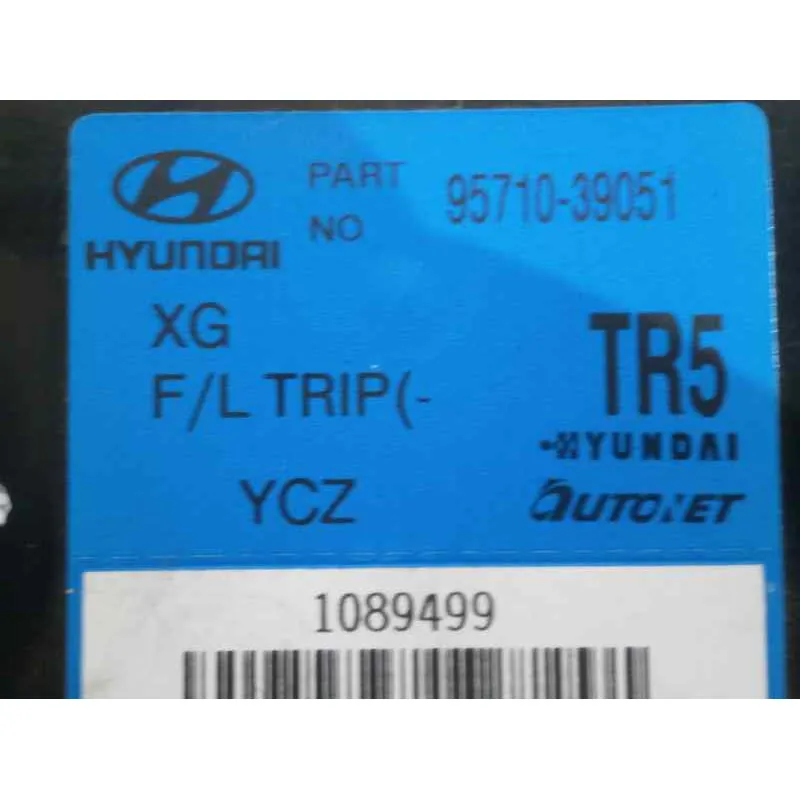 PART NO 95710-39051
HYUNDAI
XG
F/L TRIP(-
TR5
HYUNDAI
YCZ
AUTONET
1089499